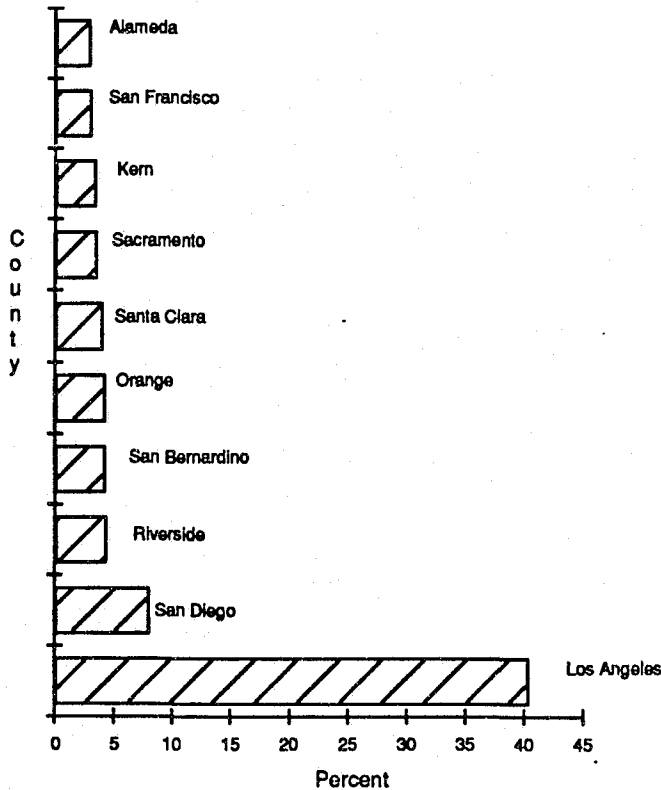 Alameda
San Francisco
Kern
Sacramento
County
Santa Clara
Orange
San Bernardino
Riverside
San Diego
Los Angeles
0 5 10 15 20 25 30 35 40 45
Percent